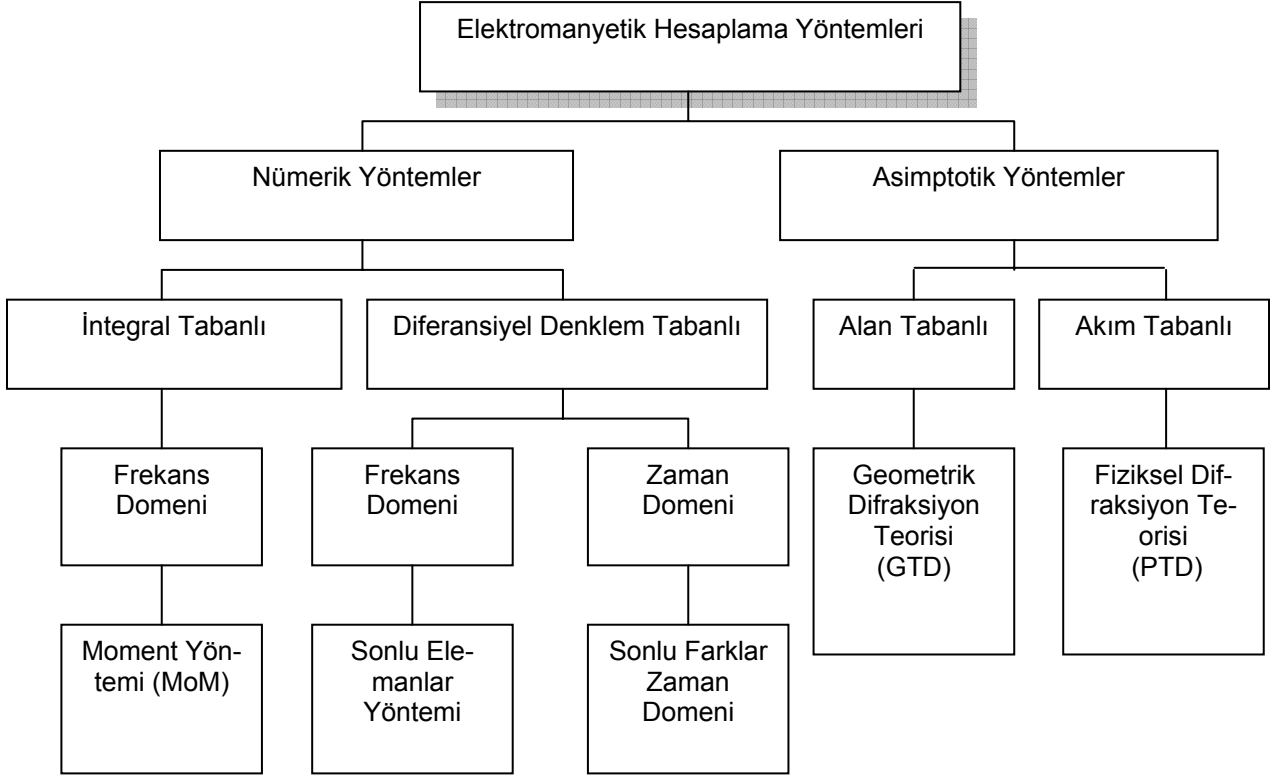 Elektromanyetik Hesaplama Yöntemleri
Nümerik Yöntemler
Asimptotik Yöntemler
İntegral Tabanlı
Diferansiyel Denklem Tabanlı
Alan Tabanlı
Akım Tabanlı
Frekans
Domeni
Frekans
Domeni
Zaman
Domeni
Geometrik
Difraksiyon
Teorisi
(GTD)
Fiziksel Dif-
raksiyon Te-
orisi
(PTD)
Moment Yön-
temi (MoM)
Sonlu Ele-
manlar
Yöntemi
Sonlu Farklar
Zaman
Domeni